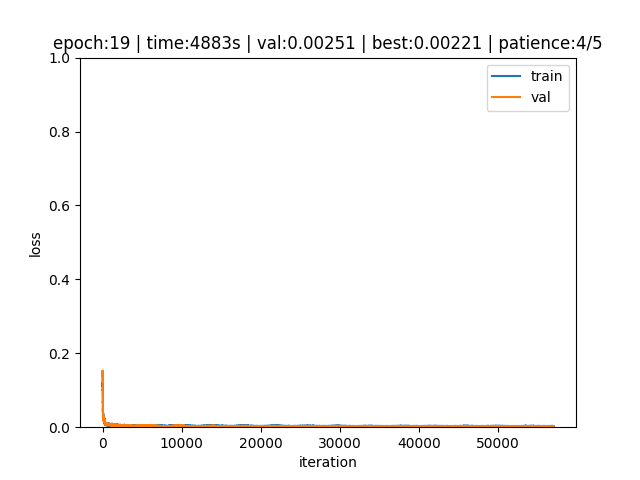 epoch:19 | time:4883s | val:0.00251 | best:0.00221 | patience:4/5
1.0
train
val
0.8
0.6
loss
0.4
0.2
0.0
0 10000 20000 30000 40000 50000
iteration